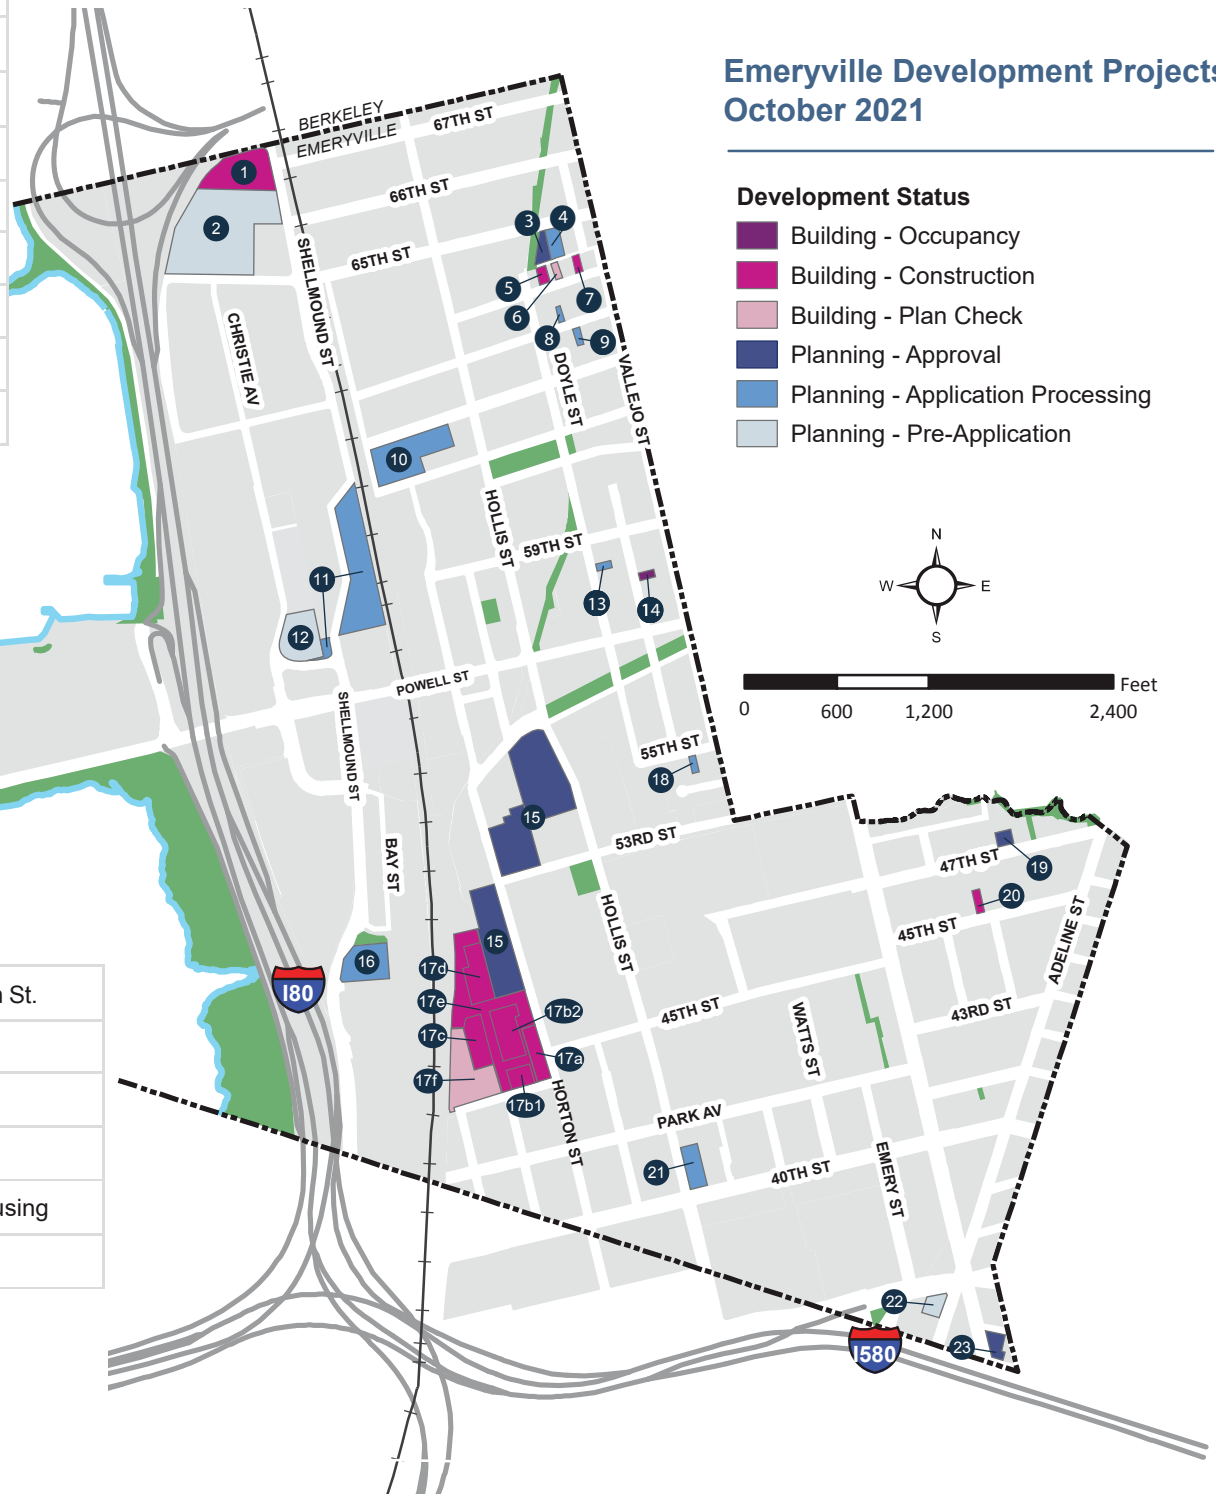 Emeryville Development Projects
October 2021
Development Status
Building - Occupancy
Building - Construction
Building - Plan Check
Planning - Approval
Planning - Application Processing
Planning - Pre-Application
N
W
E
S
Feet
0
600
1,200
2,400
BERKELEY
EMERYVILLE
67TH ST
66TH ST
65TH ST
SHELLMOUND ST
CHRISTIE AV
DOYLE ST
VALLEJO ST
HOLLIS ST
59TH ST
POWELL ST
SHELLMOUND ST
55TH ST
53RD ST
BAY ST
HOLLIS ST
47TH ST
45TH ST
ADELINE ST
43RD ST
45TH ST
WATTS ST
HORTON ST
PARK AV
40TH ST
EMERY ST
1
2
3
4
5
6
7
8
9
10
11
12
13
14
15
15
16
17d
17e
17c
17f
17b2
17a
17b1
18
19
20
21
22
23
I80
I580
St.
using